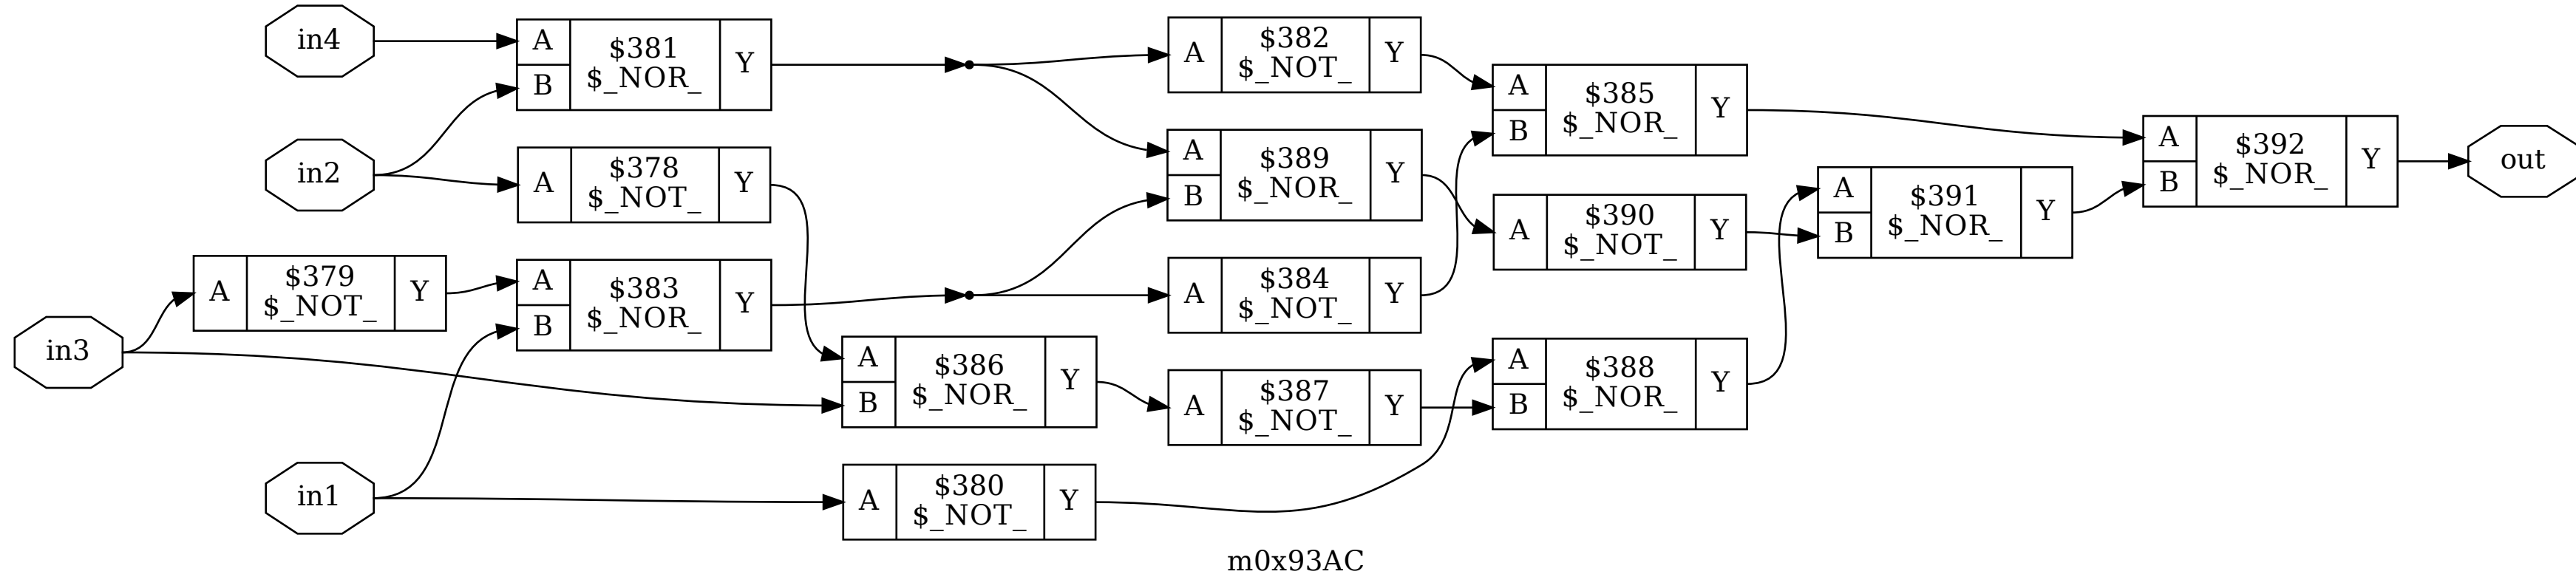 in4
A
B
$381
$_NOR_
Y
A
$382
$_NOT_
Y
in2
A
$378
$_NOT_
Y
A
B
$389
$_NOR_
Y
A
B
$385
$_NOR_
Y
A
$390
$_NOT_
Y
A
B
$391
$_NOR_
Y
A
B
$392
$_NOR_
Y
out
in3
A
$379
$_NOT_
Y
A
B
$383
$_NOR_
Y
A
$384
$_NOT_
Y
A
B
$386
$_NOR_
Y
A
$387
$_NOT_
Y
A
B
$388
$_NOR_
Y
in1
A
$380
$_NOT_
Y
m0x93AC